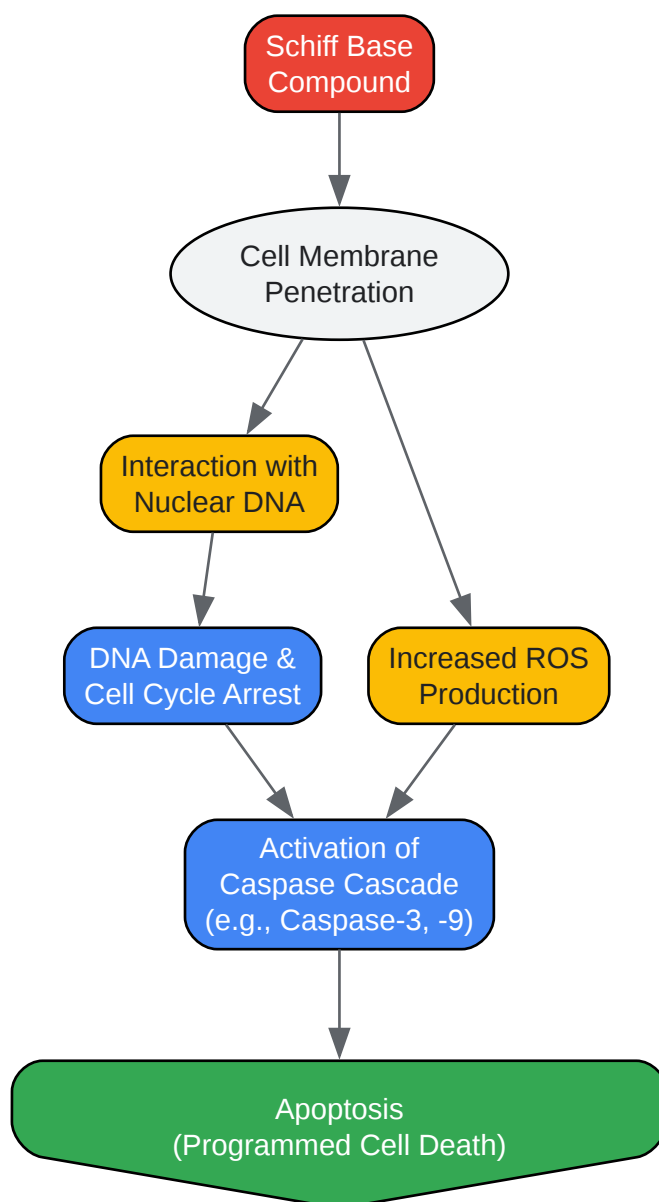 Schiff Base
Compound
Cell Membrane
Penetration
Interaction with
Nuclear DNA
DNA Damage &
Cell Cycle Arrest
Increased ROS
Production
Activation of
Caspase Cascade
(e.g., Caspase-3, -9)
Apoptosis
(Programmed Cell Death)